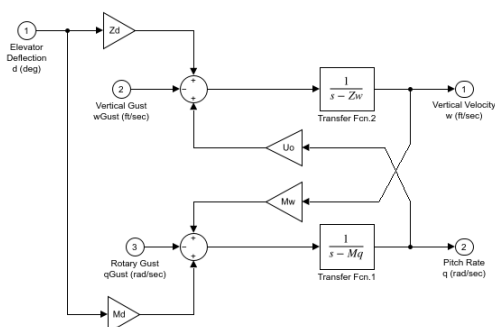 1
Elevator
Deflection
d (deg)
Zd
2
Vertical Gust
wGust (ft/sec)
+
−
+
1
s − Zw
Transfer Fcn.2
1
Vertical Velocity
w (ft/sec)
Uo
Mw
3
Rotary Gust
qGust (rad/sec)
+
−
+
1
s − Mq
Transfer Fcn.1
2
Pitch Rate
q (rad/sec)
Md